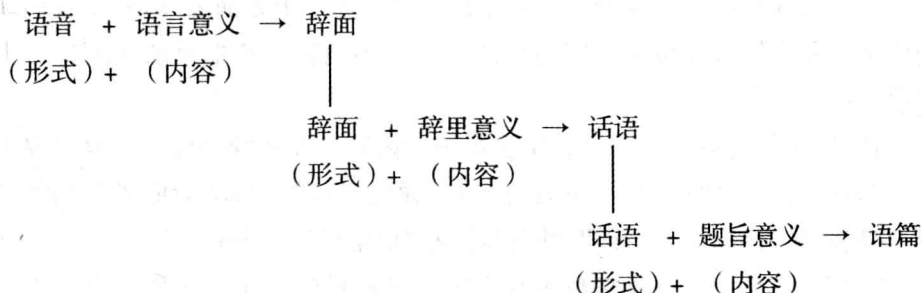 语音 + 语言意义 → 辞面
(形式)+ (内容)
辞面 + 辞里意义 → 话语
(形式)+ (内容)
话语 + 题旨意义 → 语篇
(形式)+ (内容)